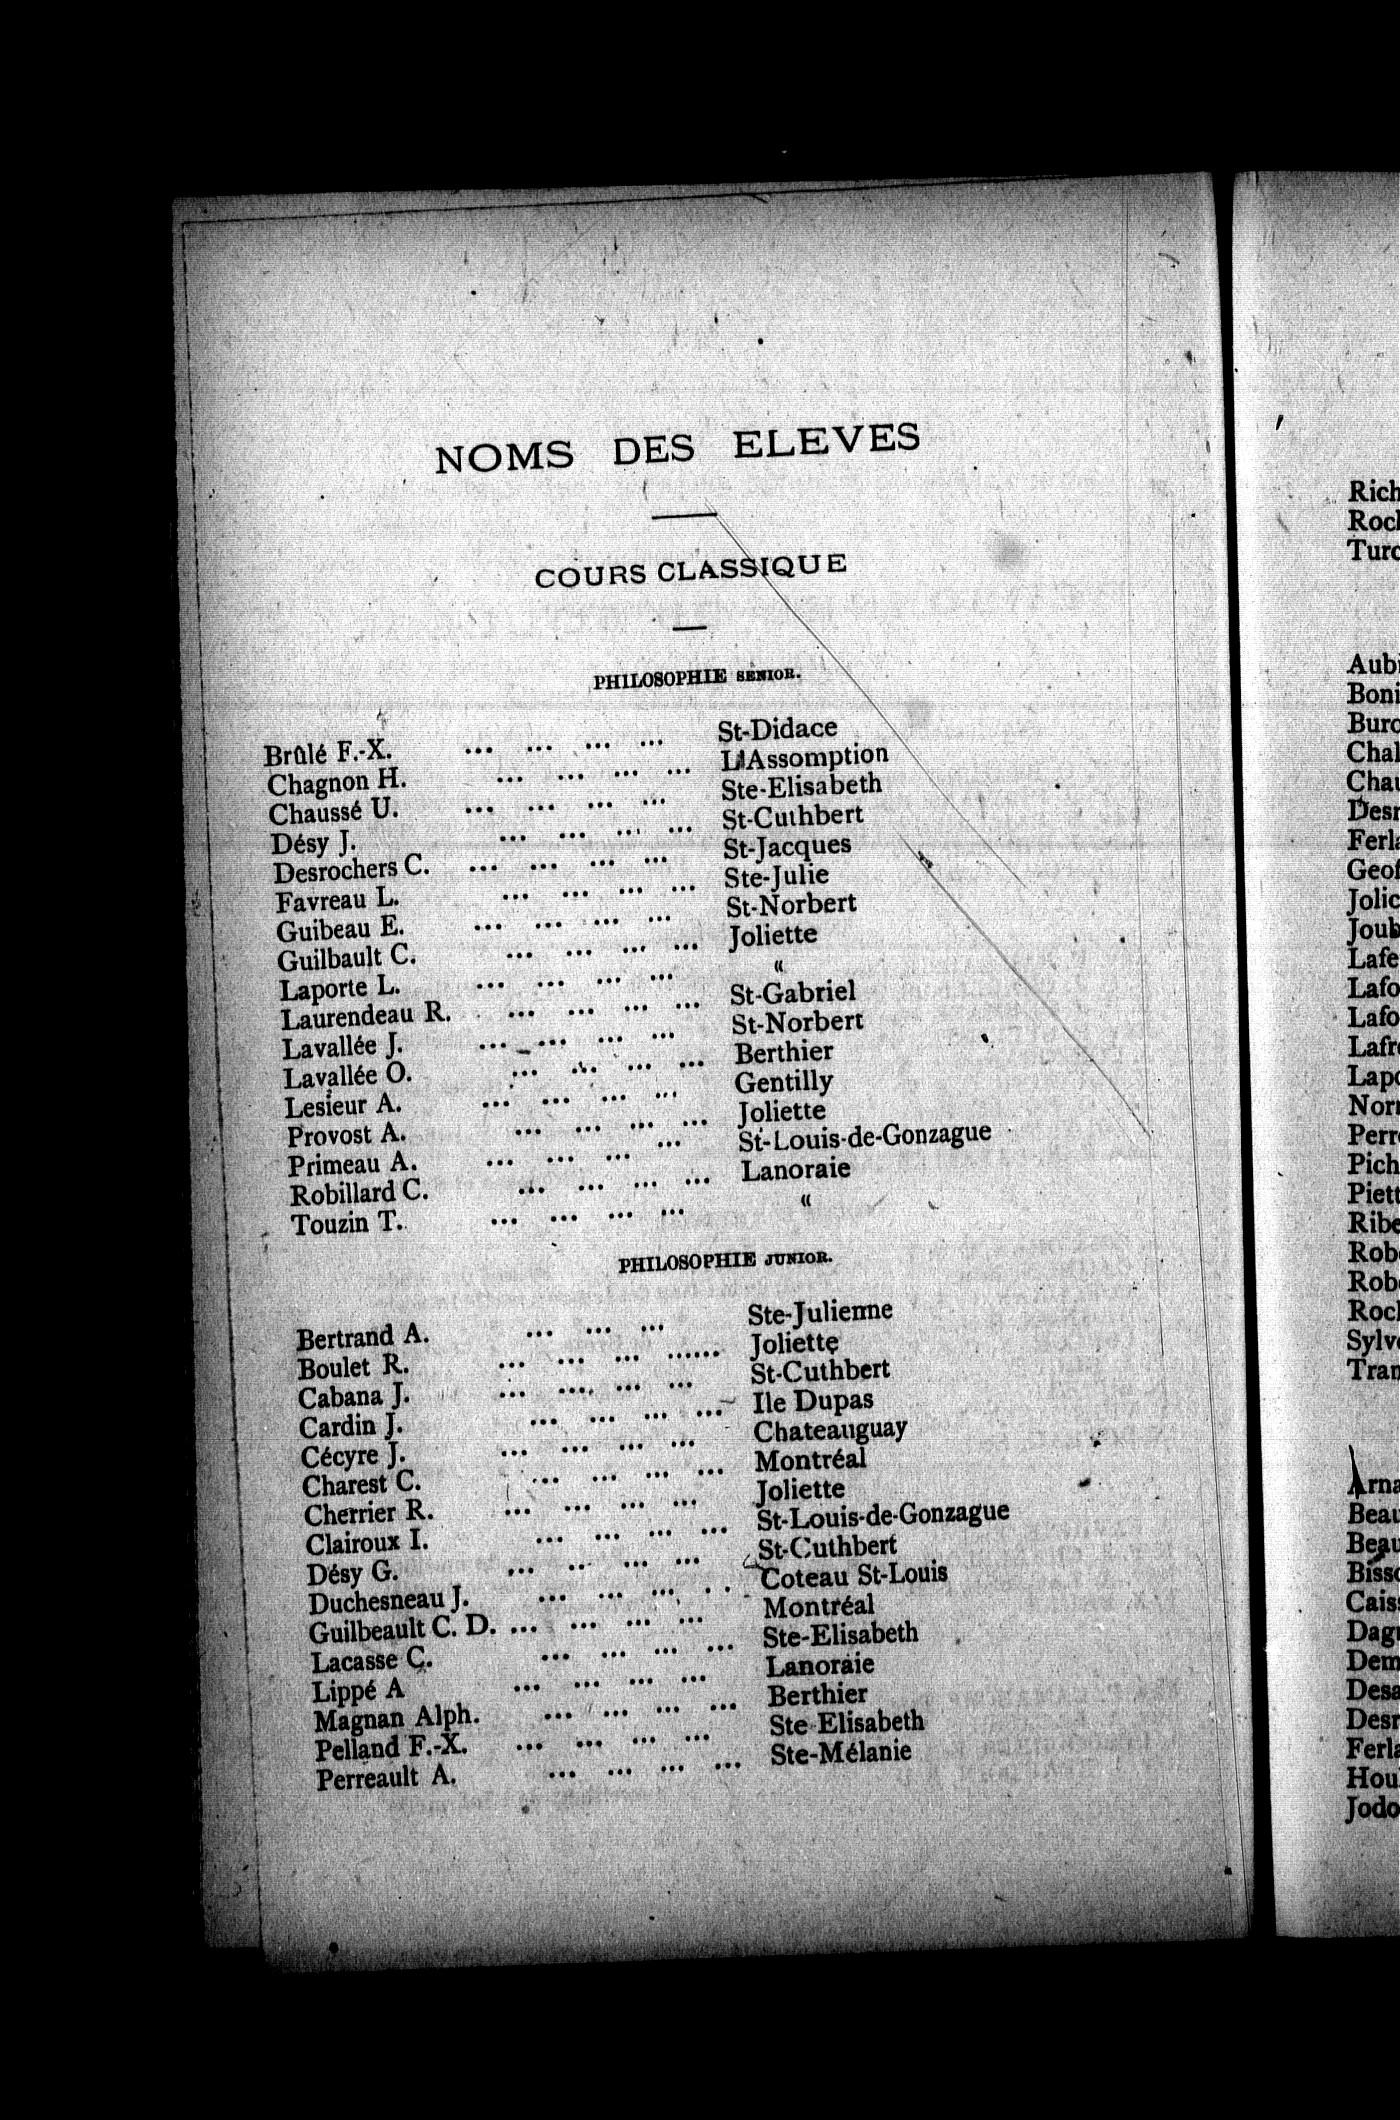 NOMS DES ELEVES
COURS CLASSIQUE
PHILOSOPHIE SENIOR.
Brûlé F.-X. ... ... ... ... St-Didace
Chagnon H. ... ... ... ... L'Assomption
Chaussé U. ... ... ... ... Ste-Elisabeth
Désy J. ... ... ... ... St-Cuthbert
Desrochers C. ... ... ... ... St-Jacques
Favreau L. ... ... ... ... Ste-Julie
Guibeau E. ... ... ... ... St-Norbert
Guilbault C. ... ... ... ... Joliette
Laporte L. ... ... ... ... «
Laurendeau R. ... ... ... ... St-Gabriel
Lavallée J. ... ... ... ... St-Norbert
Lavallée O. ... ... ... ... Berthier
Lesieur A. ... ... ... ... Gentilly
Provost A. ... ... ... ... Joliette
Primeau A. ... ... ... ... St-Louis-de-Gonzague
Robillard C. ... ... ... ... Lanoraie
Touzin T. ... ... ... ... «
PHILOSOPHIE JUNIOR.
Bertrand A. ... ... ... Ste-Julienne
Boulet R. ... ... ... ...... Joliette
Cabana J. ... ... ... ... St-Cuthbert
Cardin J. ... ... ... ... Ile Dupas
Cécyre J. ... ... ... ... Chateauguay
Charest C. ... ... ... ... Montréal
Cherrier R. ... ... ... ... Joliette
Clairoux I. ... ... ... ... St-Louis-de-Gonzague
Désy G. ... ... ... ... St-Cuthbert
Duchesneau J. ... ... ... . . Coteau St-Louis
Guilbeault C. D. ... ... ... ... Montréal
Lacasse C. ... ... ... ... Ste-Elisabeth
Lippé A ... ... ... ... Lanoraie
Magnan Alph. ... ... ... ... Berthier
Pelland F.-X. ... ... ... ... Ste Elisabeth
Perreault A. ... ... ... ... Ste-Mélanie